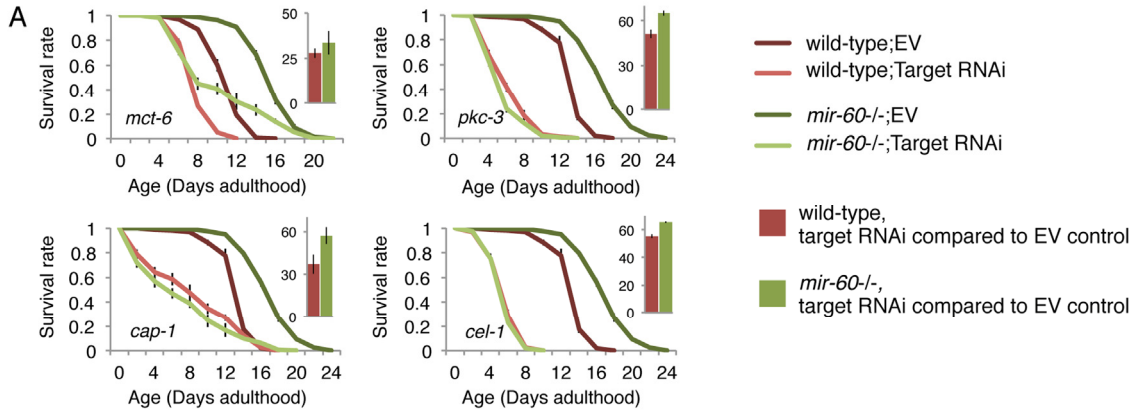 A
Survival rate
1
0.8
0.6
0.4
0.2
0
mct-6
50
25
0
0 4 8 12 16 20
Age (Days adulthood)
Survival rate
1
0.8
0.6
0.4
0.2
0
pkc-3
60
30
0
0 4 8 12 16 20 24
Age (Days adulthood)
wild-type;EV
wild-type;Target RNAi
mir-60-/-;EV
mir-60-/-;Target RNAi
Survival rate
1
0.8
0.6
0.4
0.2
0
cap-1
60
30
0
0 4 8 12 16 20 24
Age (Days adulthood)
Survival rate
1
0.8
0.6
0.4
0.2
0
cel-1
60
40
20
0
0 4 8 12 16 20 24
Age (Days adulthood)
wild-type,
target RNAi compared to EV control
mir-60-/-,
target RNAi compared to EV control